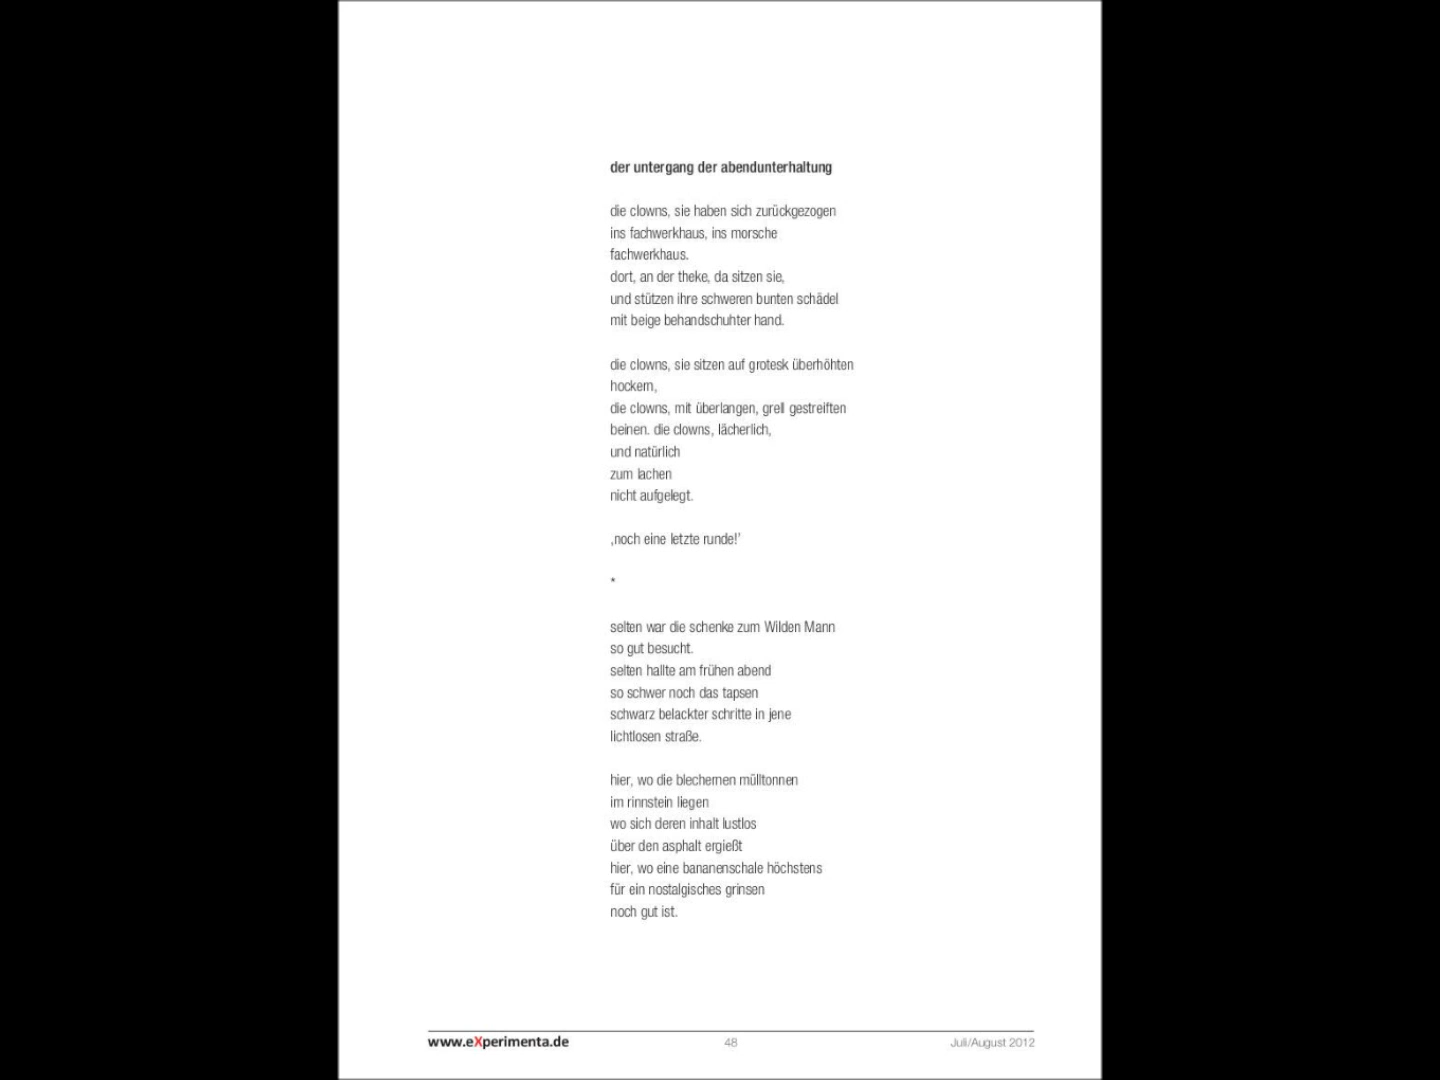 der untergang der abendunterhaltung
die clowns, sie haben sich zurückgezogen
ins fachwerkhaus, ins morsche
fachwerkhaus.
dort, an der theke, da sitzen sie,
und stützen ihre schweren bunten schädel
mit beige behandschuhter hand.
die clowns, sie sitzen auf grotesk überhöhten
hockern,
die clowns, mit überlangen, grell gestreiften
beinen. die clowns, lächerlich,
und natürlich
zum lachen
nicht aufgelegt.
‚noch eine letzte runde!’
*
selten war die schenke zum Wilden Mann
so gut besucht.
selten hallte am frühen abend
so schwer noch das tapsen
schwarz belackter schritte in jene
lichtlosen straße.
hier, wo die blechernen mülltonnen
im rinnstein liegen
wo sich deren inhalt lustlos
über den asphalt ergießt
hier, wo eine bananenschale höchstens
für ein nostalgisches grinsen
noch gut ist.
www.eXperimenta.de 48 Juli/August 2012